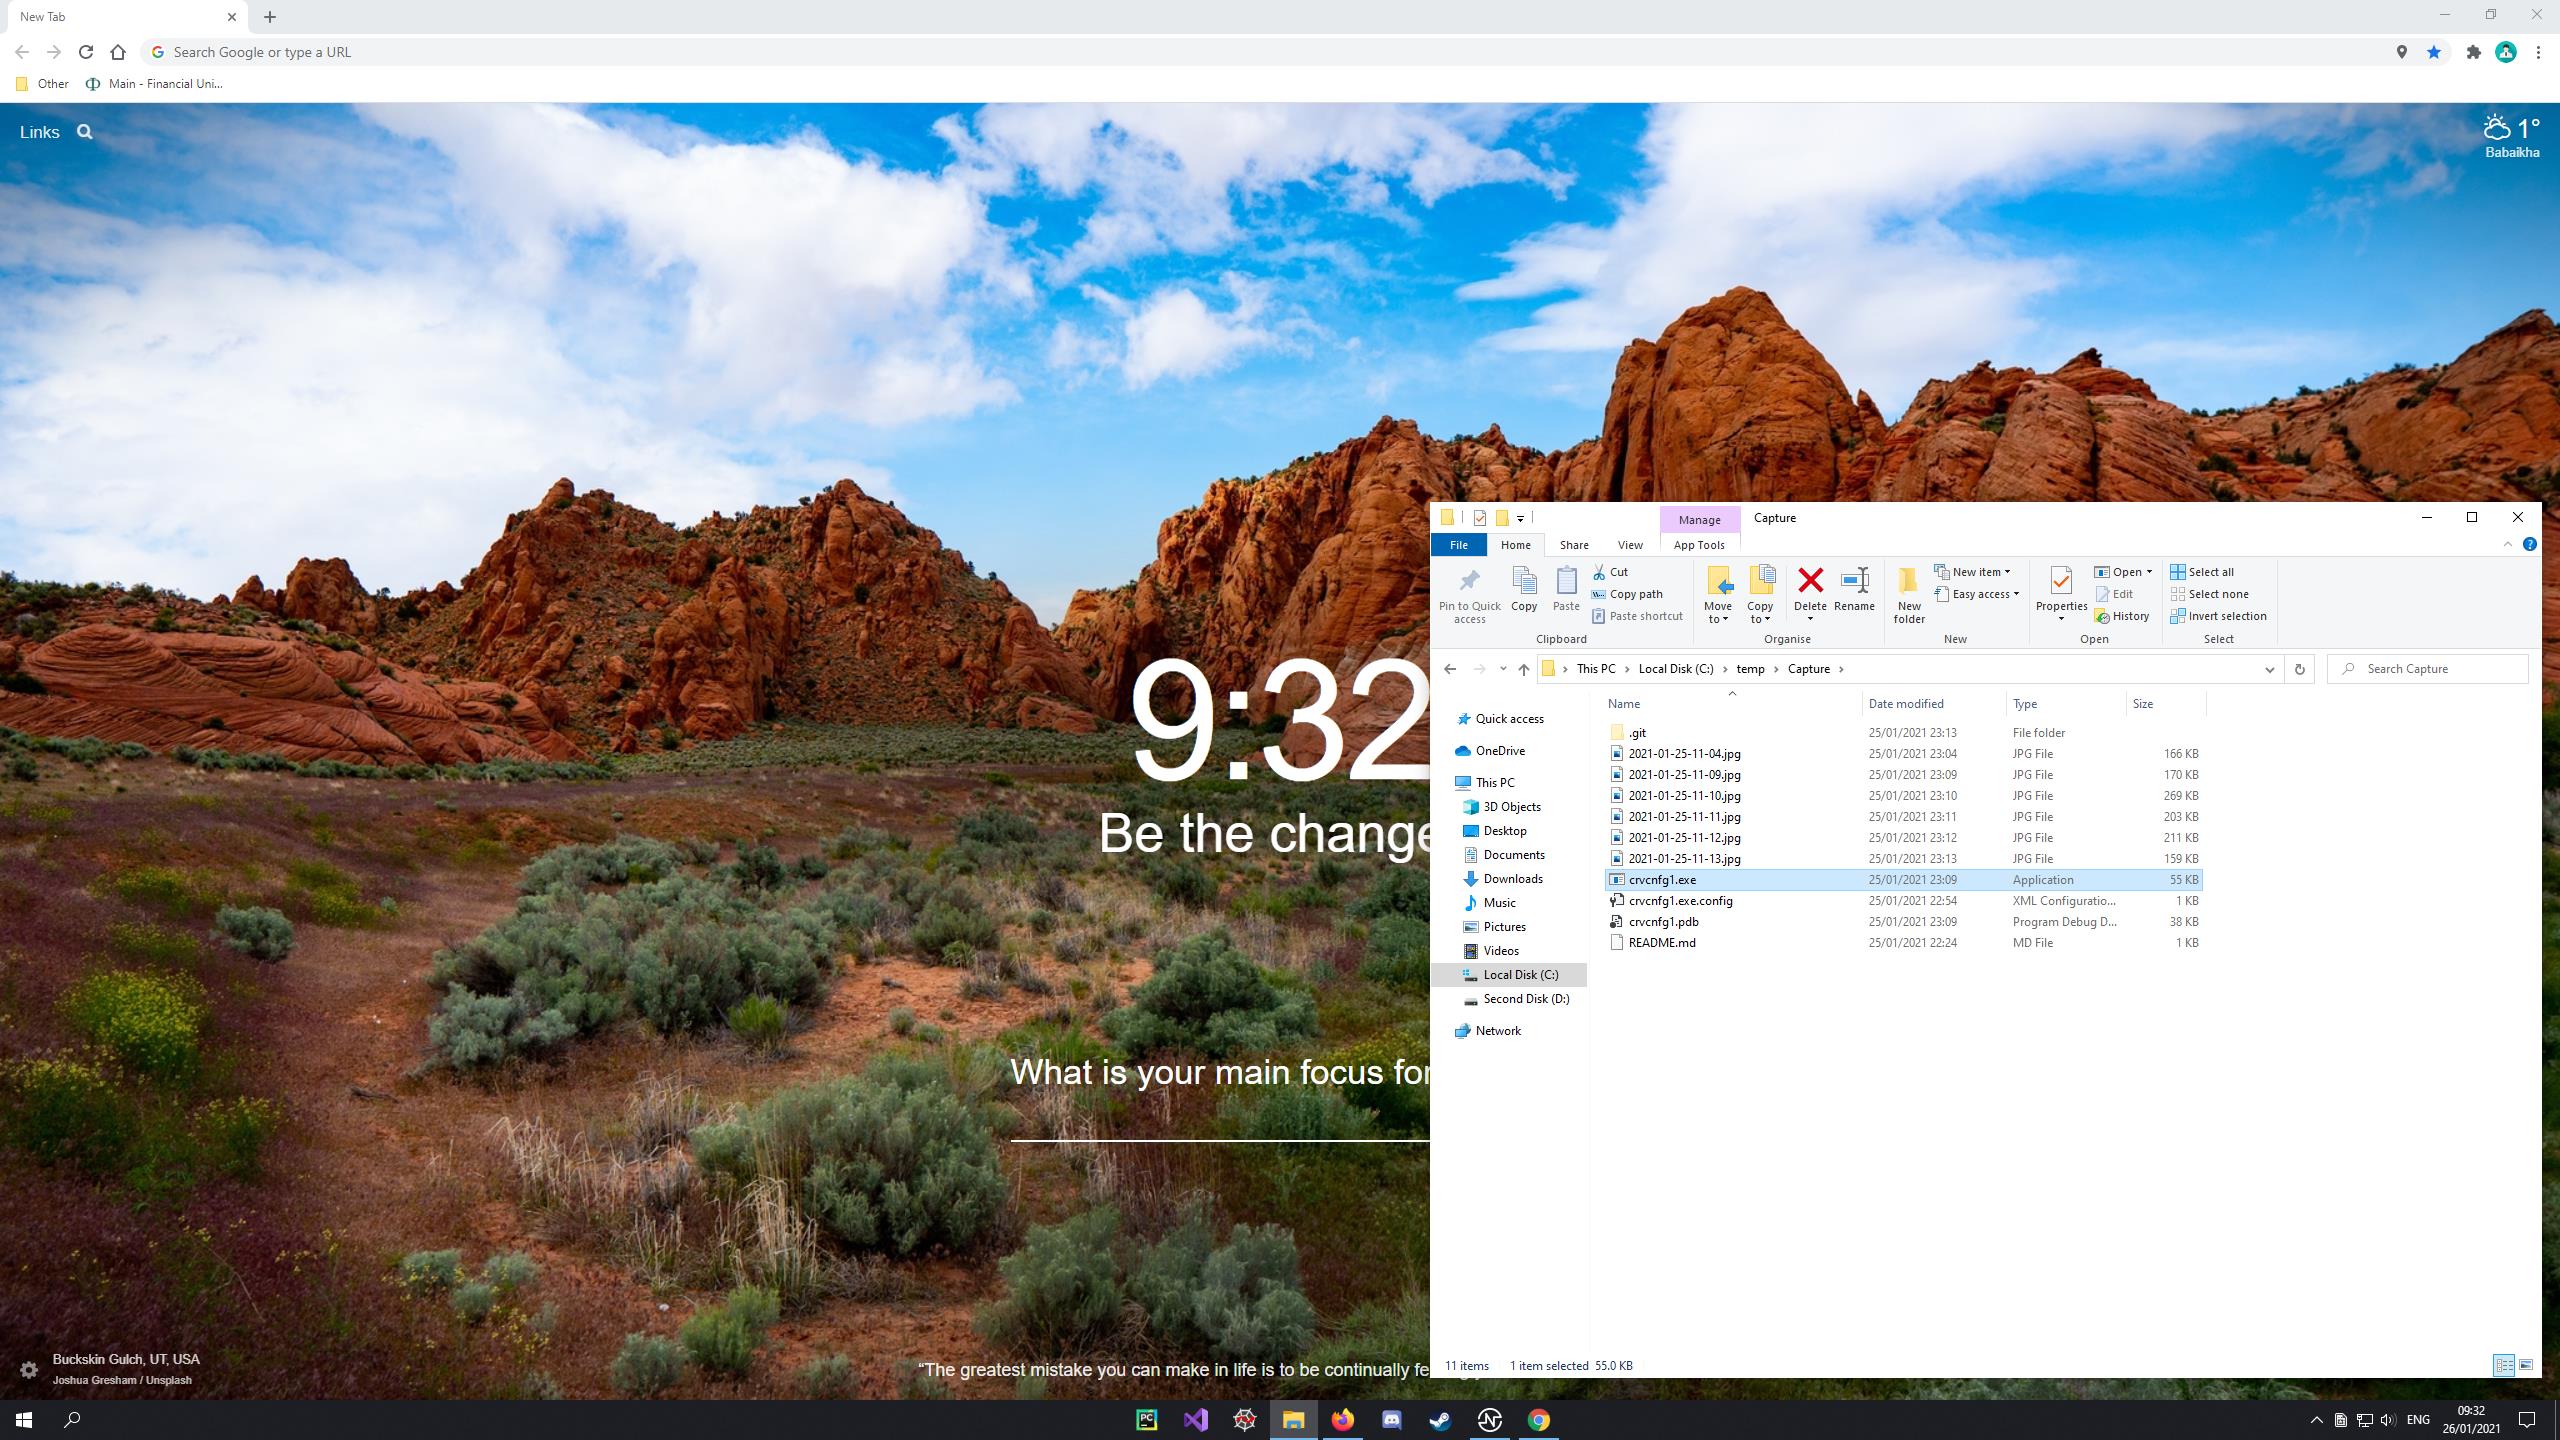 New Tab
Search Google or type a URL
Other
Main - Financial Uni...
Links
1°
Babaikha
9:32
Be the change
What is your main focus for
Buckskin Gulch, UT, USA
Joshua Gresham / Unsplash
“The greatest mistake you can make in life is to be continually fe
Manage
Capture
File
Home
Share
View
App Tools
Pin to Quick access
Copy
Paste
Cut
Copy path
Paste shortcut
Clipboard
Move to
Copy to
Delete
Rename
Organise
New folder
New item
Easy access
New
Properties
Open
Edit
History
Open
Select all
Select none
Invert selection
Select
This PC
Local Disk (C:)
temp
Capture
Search Capture
Quick access
OneDrive
This PC
3D Objects
Desktop
Documents
Downloads
Music
Pictures
Videos
Local Disk (C:)
Second Disk (D:)
Network
Name Date modified Type Size
.git 25/01/2021 23:13 File folder
2021-01-25-11-04.jpg 25/01/2021 23:04 JPG File 166 KB
2021-01-25-11-09.jpg 25/01/2021 23:09 JPG File 170 KB
2021-01-25-11-10.jpg 25/01/2021 23:10 JPG File 269 KB
2021-01-25-11-11.jpg 25/01/2021 23:11 JPG File 203 KB
2021-01-25-11-12.jpg 25/01/2021 23:12 JPG File 211 KB
2021-01-25-11-13.jpg 25/01/2021 23:13 JPG File 159 KB
crvcnfg1.exe 25/01/2021 23:09 Application 55 KB
crvcnfg1.exe.config 25/01/2021 22:54 XML Configuratio... 1 KB
crvcnfg1.pdb 25/01/2021 23:09 Program Debug D... 38 KB
README.md 25/01/2021 22:24 MD File 1 KB
11 items 1 item selected 55.0 KB
PC
ENG
09:32
26/01/2021